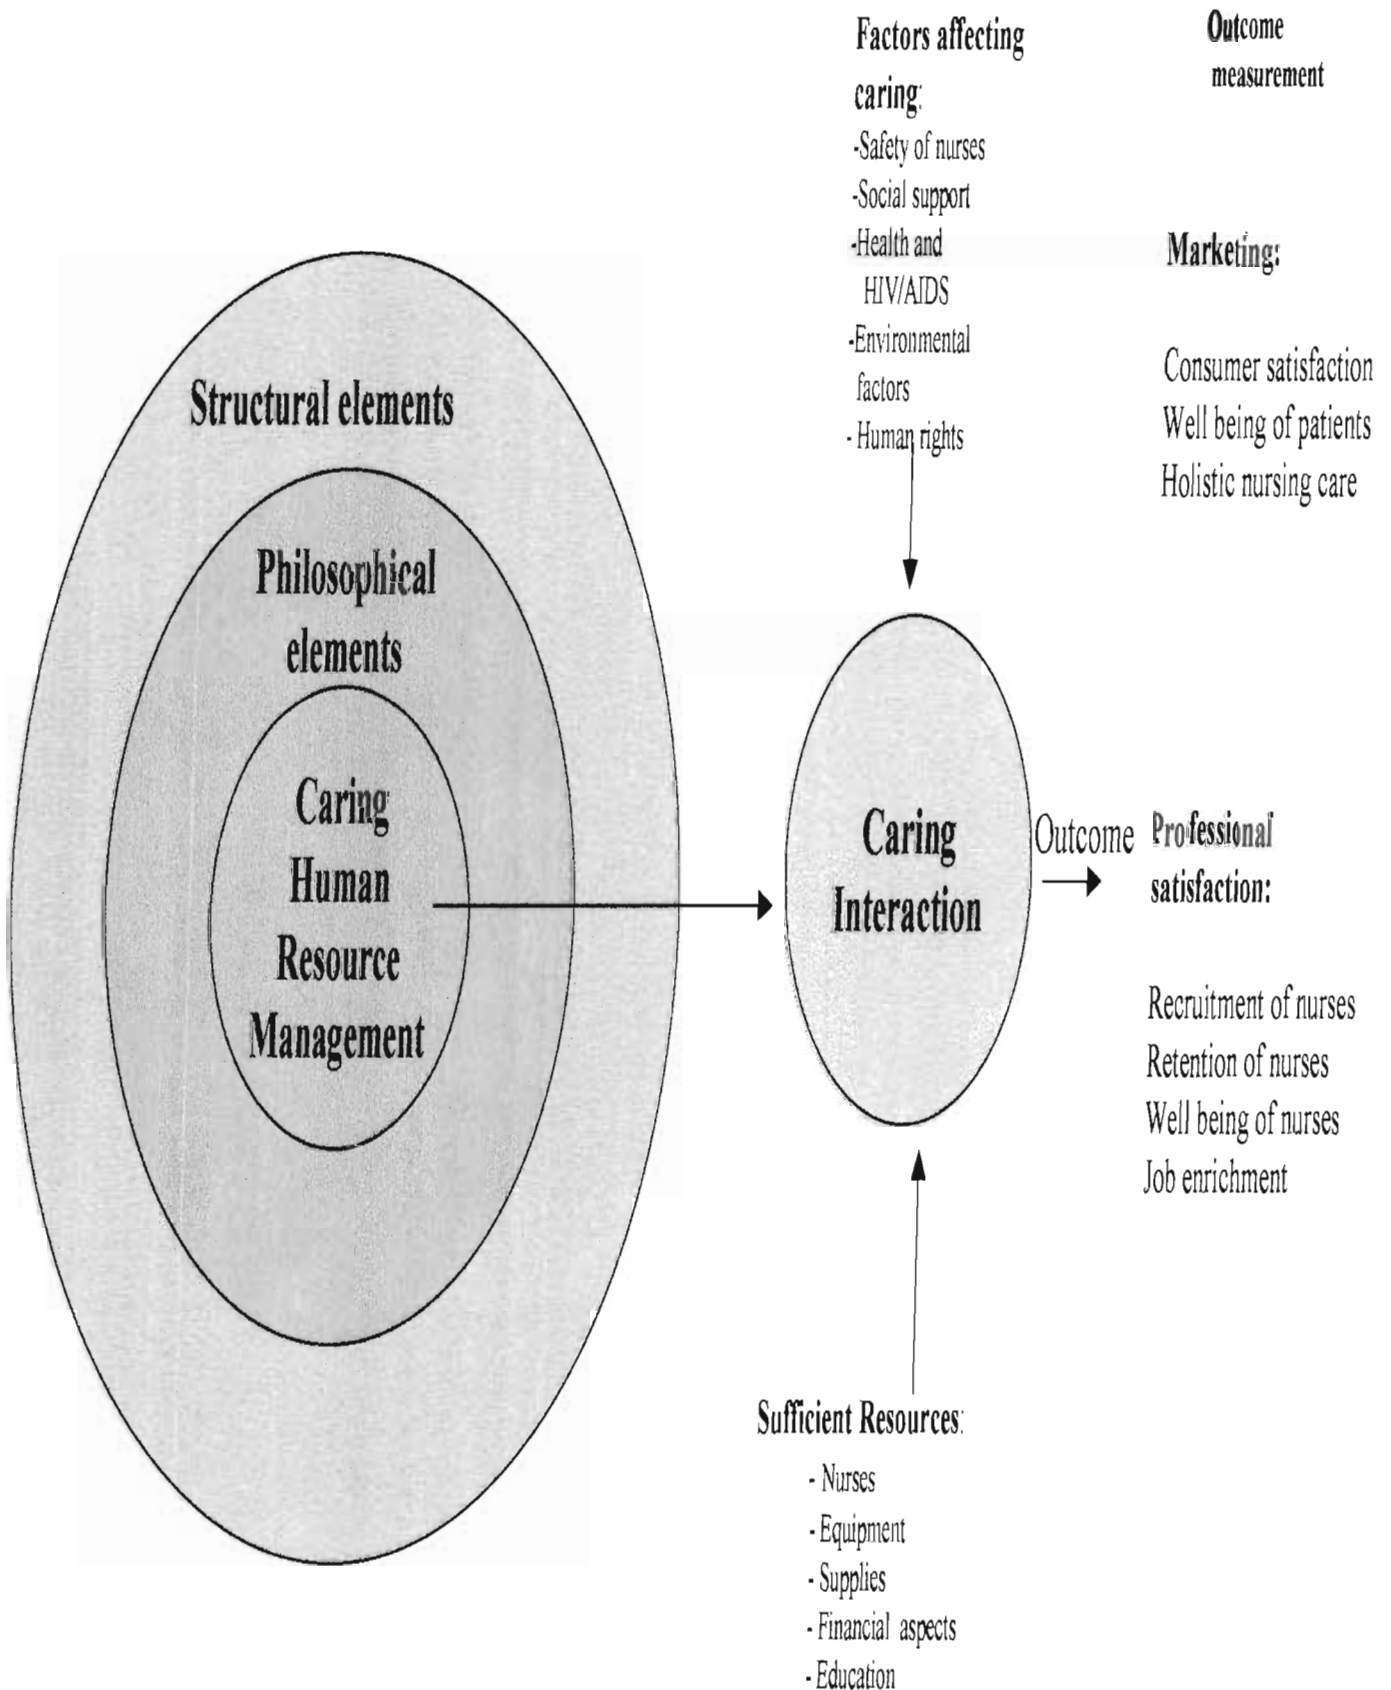 Factors affecting
caring:
-Safety of nurses
-Social support
-Health and
HIV/AIDS
-Environmental
factors
- Human rights
Outcome
measurement
Marketing:
Consumer satisfaction
Well being of patients
Holistic nursing care
Structural elements
Philosophical
elements
Caring
Human
Resource
Management
Caring
Interaction
Outcome
Professional
satisfaction:
Recruitment of nurses
Retention of nurses
Well being of nurses
Job enrichment
Sufficient Resources:
- Nurses
- Equipment
- Supplies
- Financial aspects
- Education